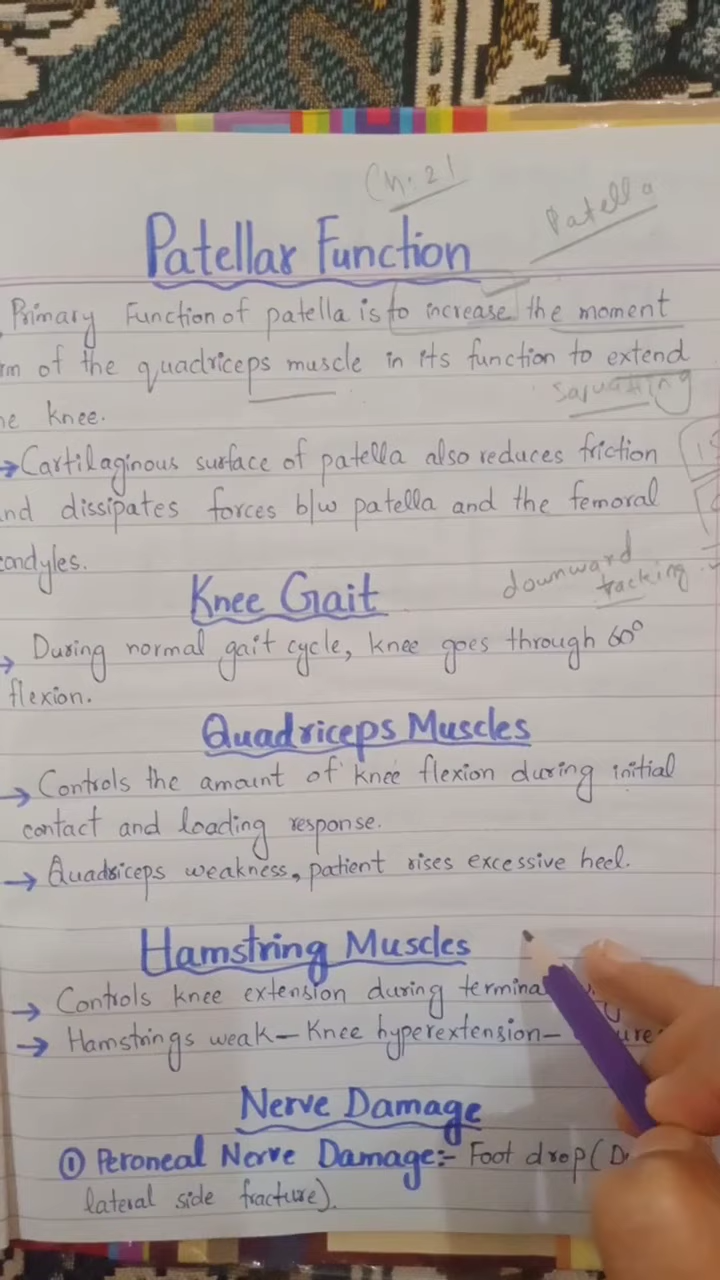 Ch. 21
Patella
Patellar Function
Primary Function of patella is to increase the moment
rm of the quadriceps muscle in its function to extend
squatting
he knee.
→ Cartilaginous surface of patella also reduces friction
and dissipates forces b/w patella and the femoral
condyles.
downward
tracking
Knee Gait
→ During normal gait cycle, knee goes through 60°
flexion.
Quadriceps Muscles
→ Controls the amount of knee flexion during initial
contact and loading response.
→ Quadriceps weakness, patient rises excessive heel.
Hamstring Muscles
→ Controls knee extension during termina
→ Hamstrings weak – Knee hyperextension –
Nerve Damage
① Peroneal Nerve Damage:- Foot drop (D
lateral side fracture).